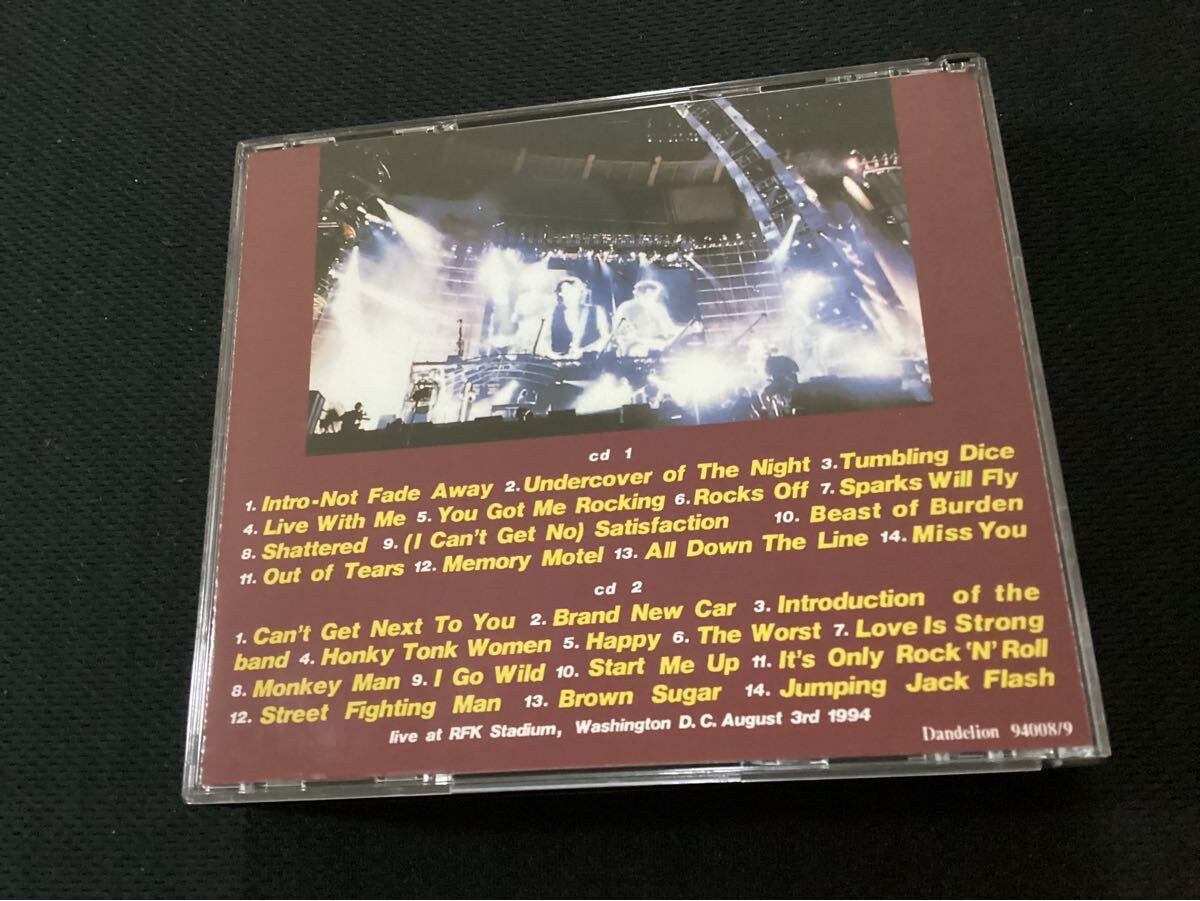 cd 1
1. Intro-Not Fade Away 2. Undercover of The Night 3. Tumbling Dice
4. Live With Me 5. You Got Me Rocking 6. Rocks Off 7. Sparks Will Fly
8. Shattered 9. (I Can't Get No) Satisfaction 10. Beast of Burden
11. Out of Tears 12. Memory Motel 13. All Down The Line 14. Miss You
cd 2
1. Can't Get Next To You 2. Brand New Car 3. Introduction of the
band 4. Honky Tonk Women 5. Happy 6. The Worst 7. Love Is Strong
8. Monkey Man 9. I Go Wild 10. Start Me Up 11. It's Only Rock 'N' Roll
12. Street Fighting Man 13. Brown Sugar 14. Jumping Jack Flash
live at RFK Stadium, Washington D.C. August 3rd 1994
Dandelion 94008/9